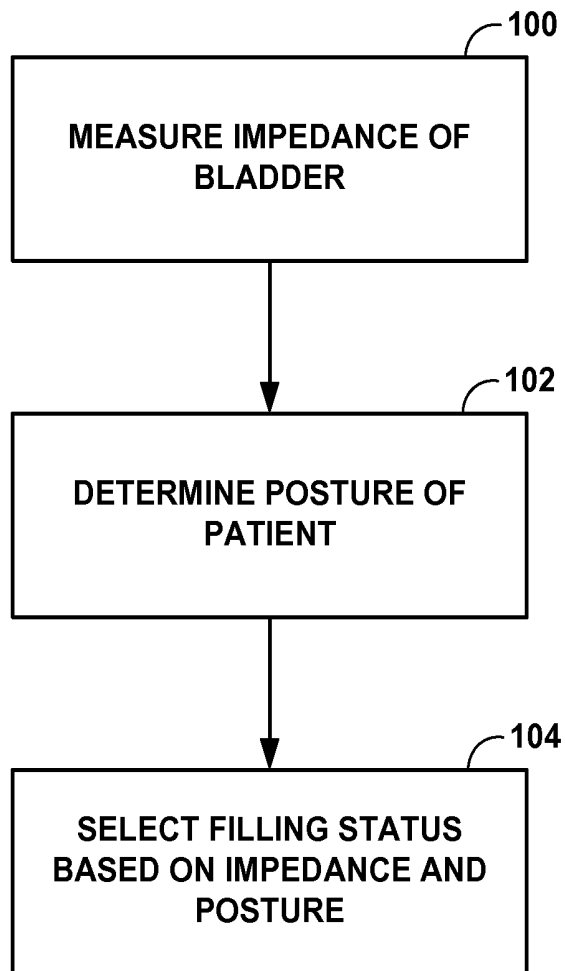 100
MEASURE IMPEDANCE OF
BLADDER
102
DETERMINE POSTURE OF
PATIENT
104
SELECT FILLING STATUS
BASED ON IMPEDANCE AND
POSTURE